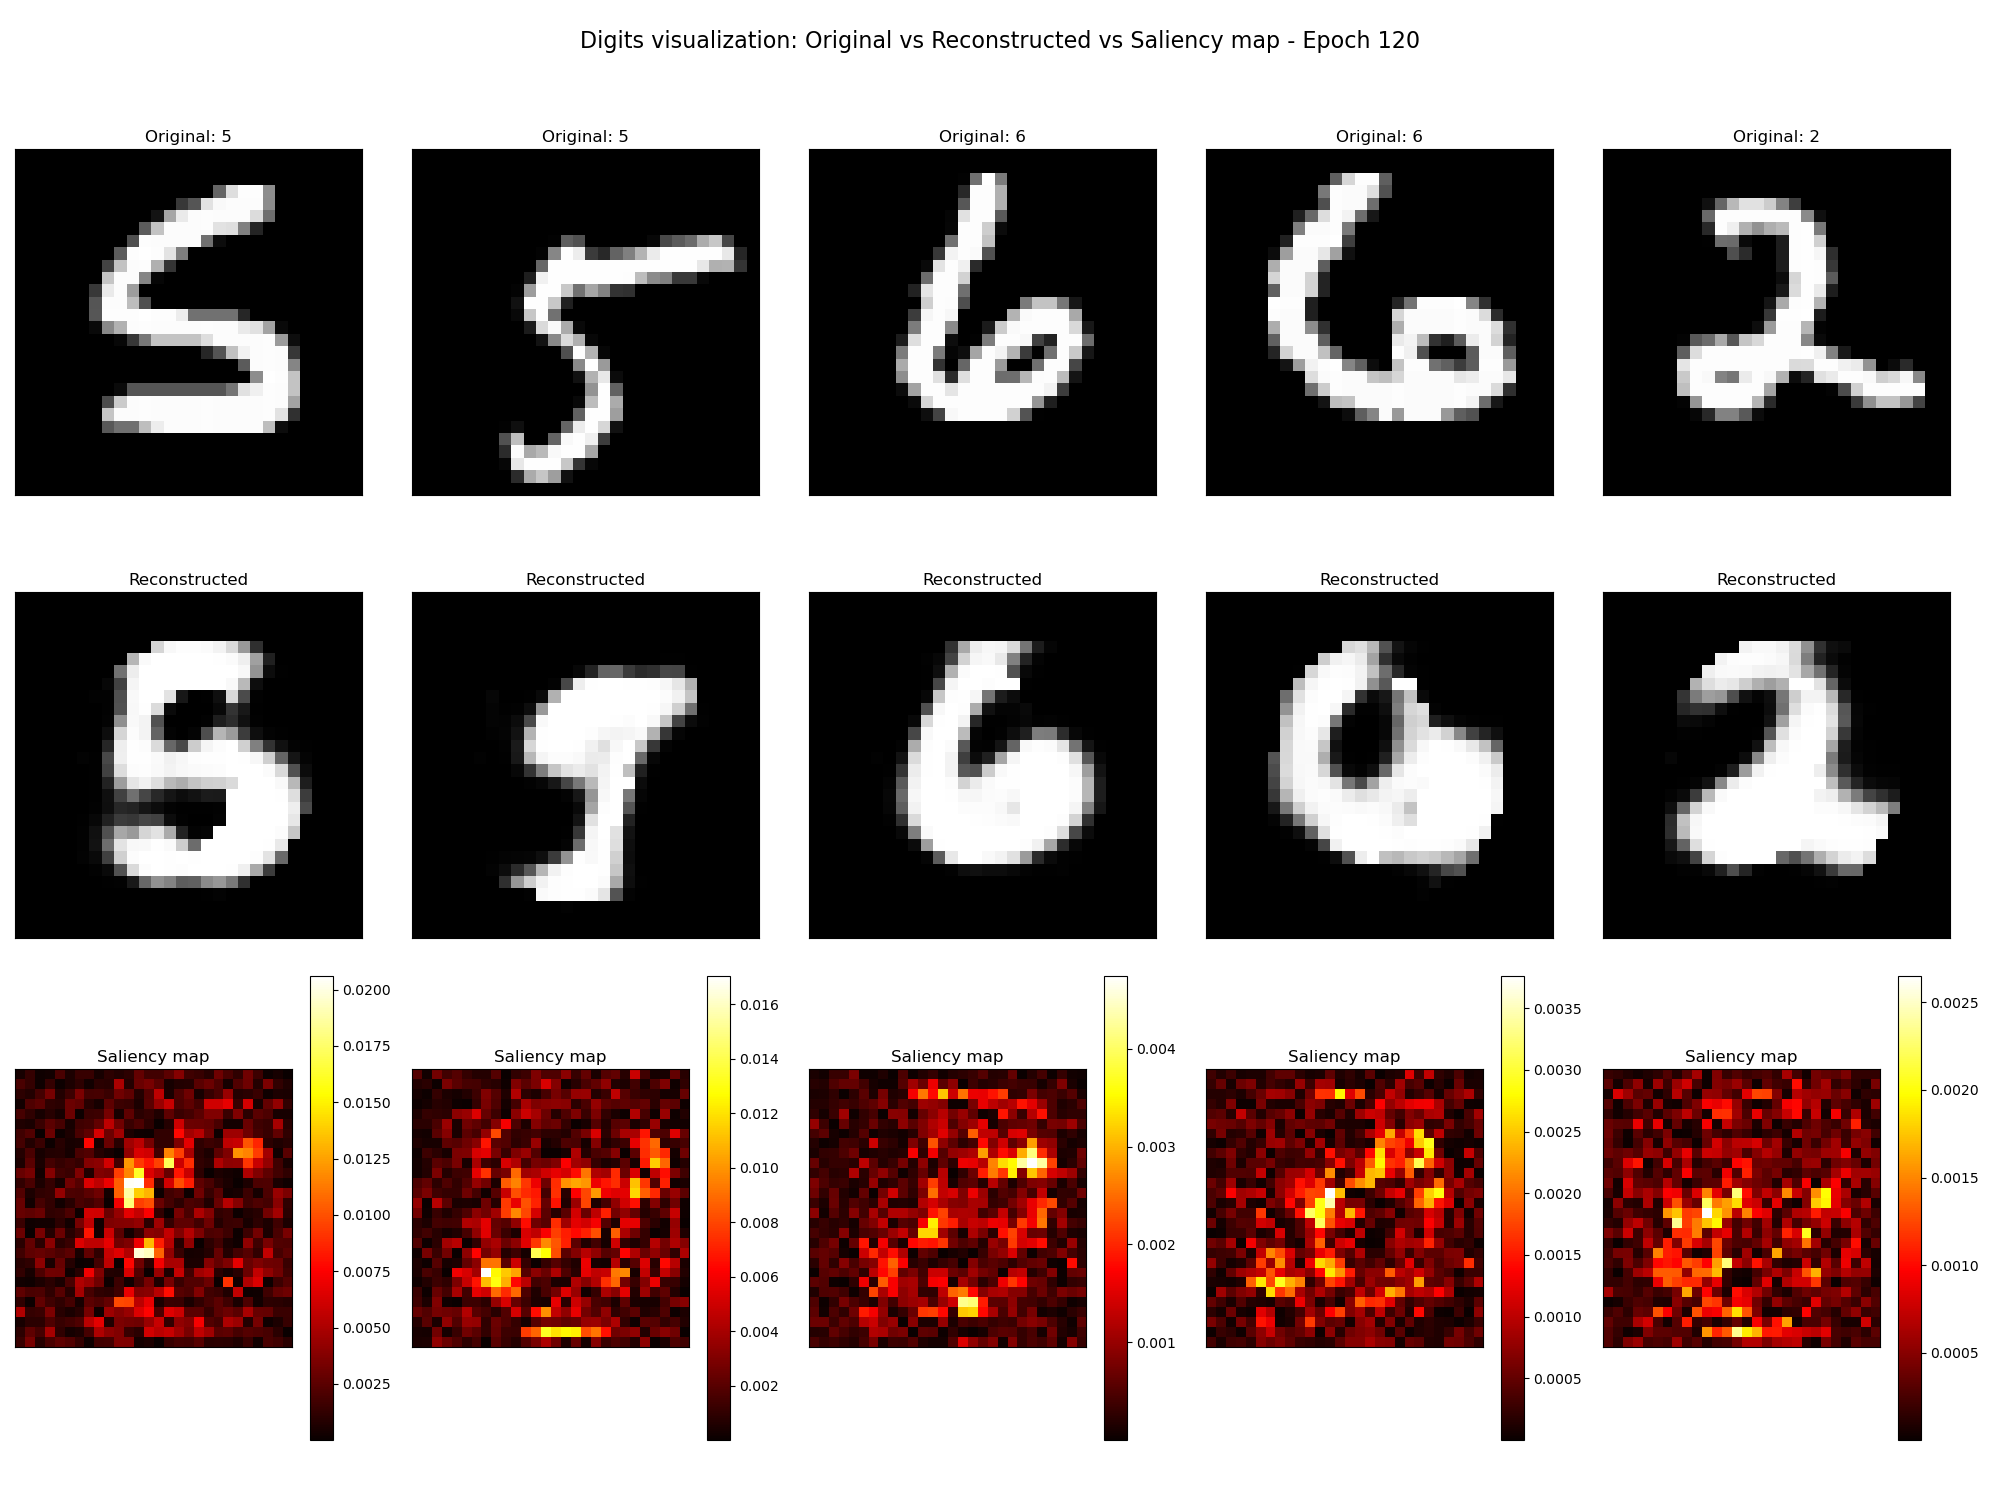 Digits visualization: Original vs Reconstructed vs Saliency map - Epoch 120
Original: 5
Original: 5
Original: 6
Original: 6
Original: 2
5
5
6
6
2
Reconstructed
Reconstructed
Reconstructed
Reconstructed
Reconstructed
Saliency map
0.0200
0.0175
0.0150
0.0125
0.0100
0.0075
0.0050
0.0025
Saliency map
0.016
0.014
0.012
0.010
0.008
0.006
0.004
0.002
Saliency map
0.004
0.003
0.002
0.001
Saliency map
0.0035
0.0030
0.0025
0.0020
0.0015
0.0010
0.0005
Saliency map
0.0025
0.0020
0.0015
0.0010
0.0005